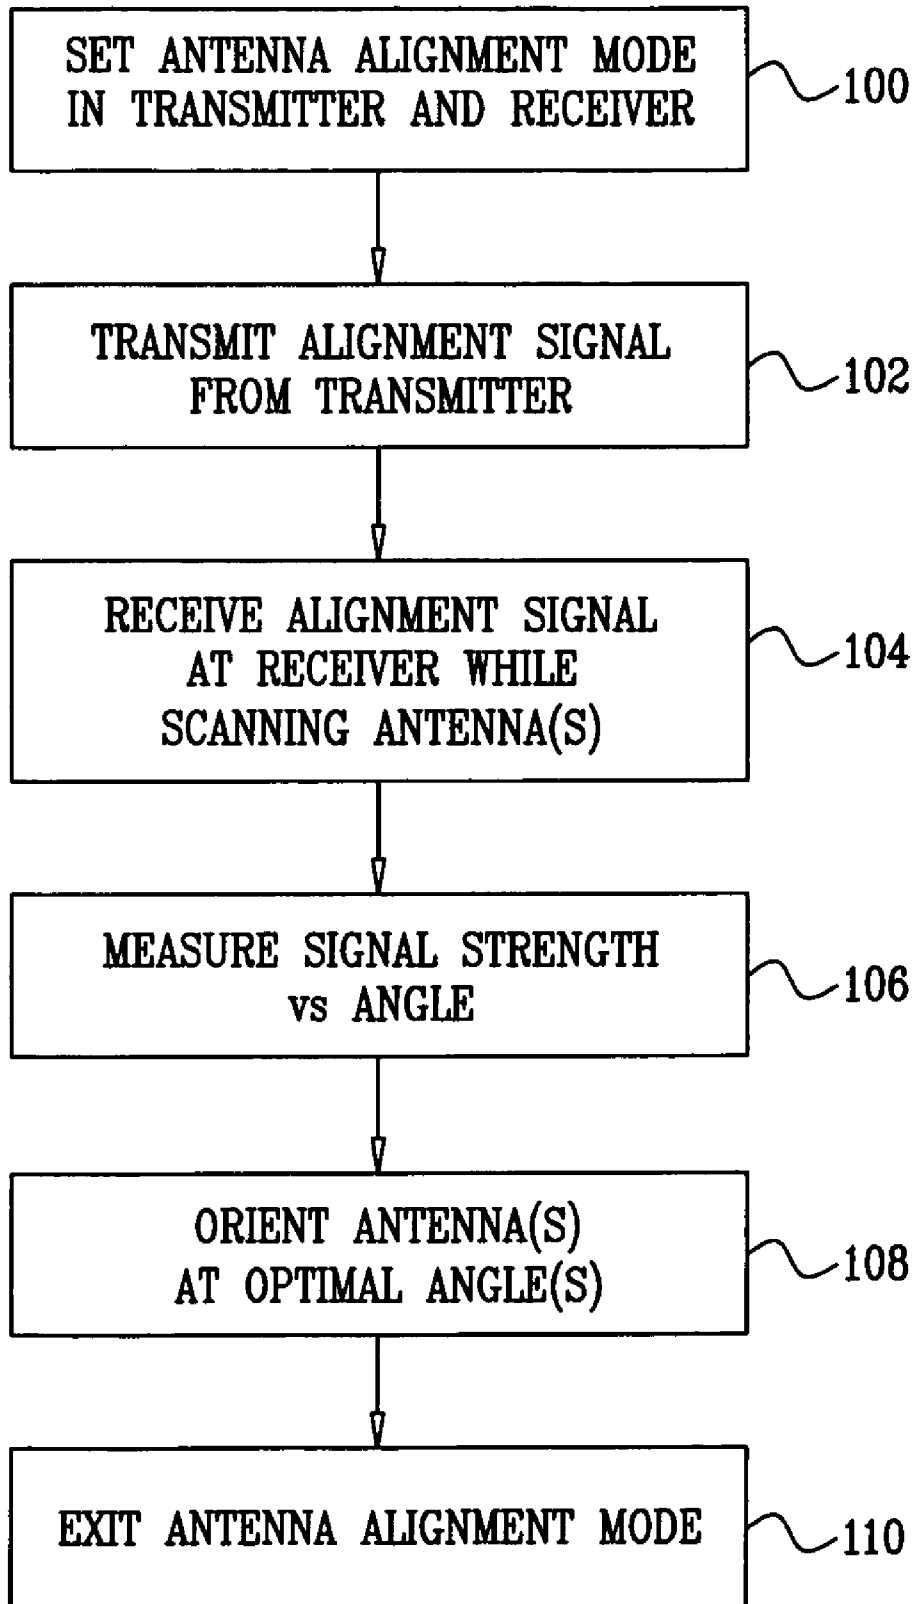 SET ANTENNA ALIGNMENT MODE
IN TRANSMITTER AND RECEIVER
100
TRANSMIT ALIGNMENT SIGNAL
FROM TRANSMITTER
102
RECEIVE ALIGNMENT SIGNAL
AT RECEIVER WHILE
SCANNING ANTENNA(S)
104
MEASURE SIGNAL STRENGTH
vs ANGLE
106
ORIENT ANTENNA(S)
AT OPTIMAL ANGLE(S)
108
EXIT ANTENNA ALIGNMENT MODE
110